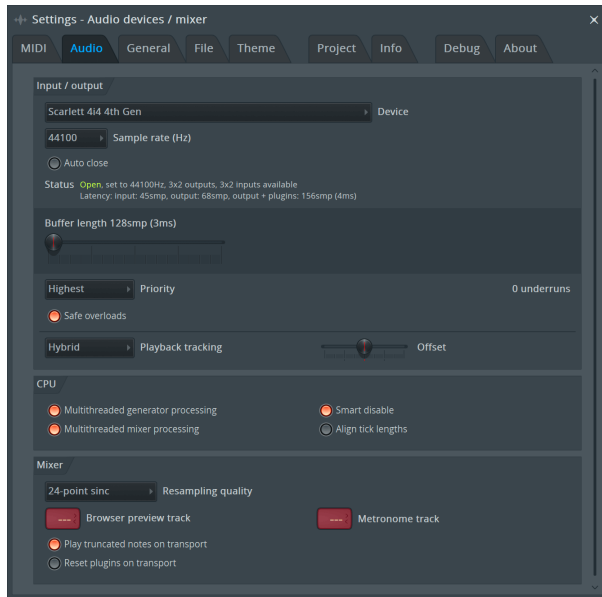 Settings - Audio devices / mixer
MIDI Audio General File Theme Project Info Debug About
Input / output
Scarlett 4i4 4th Gen Device
44100 Sample rate (Hz)
Auto close
Status Open, set to 44100Hz, 3x2 outputs, 3x2 inputs available
Latency: input: 45smp, output: 68smp, output + plugins: 156smp (4ms)
Buffer length 128smp (3ms)
Highest Priority 0 underruns
Safe overloads
Hybrid Playback tracking Offset
CPU
Multithreaded generator processing Smart disable
Multithreaded mixer processing Align tick lengths
Mixer
24-point sinc Resampling quality
--- Browser preview track --- Metronome track
Play truncated notes on transport
Reset plugins on transport